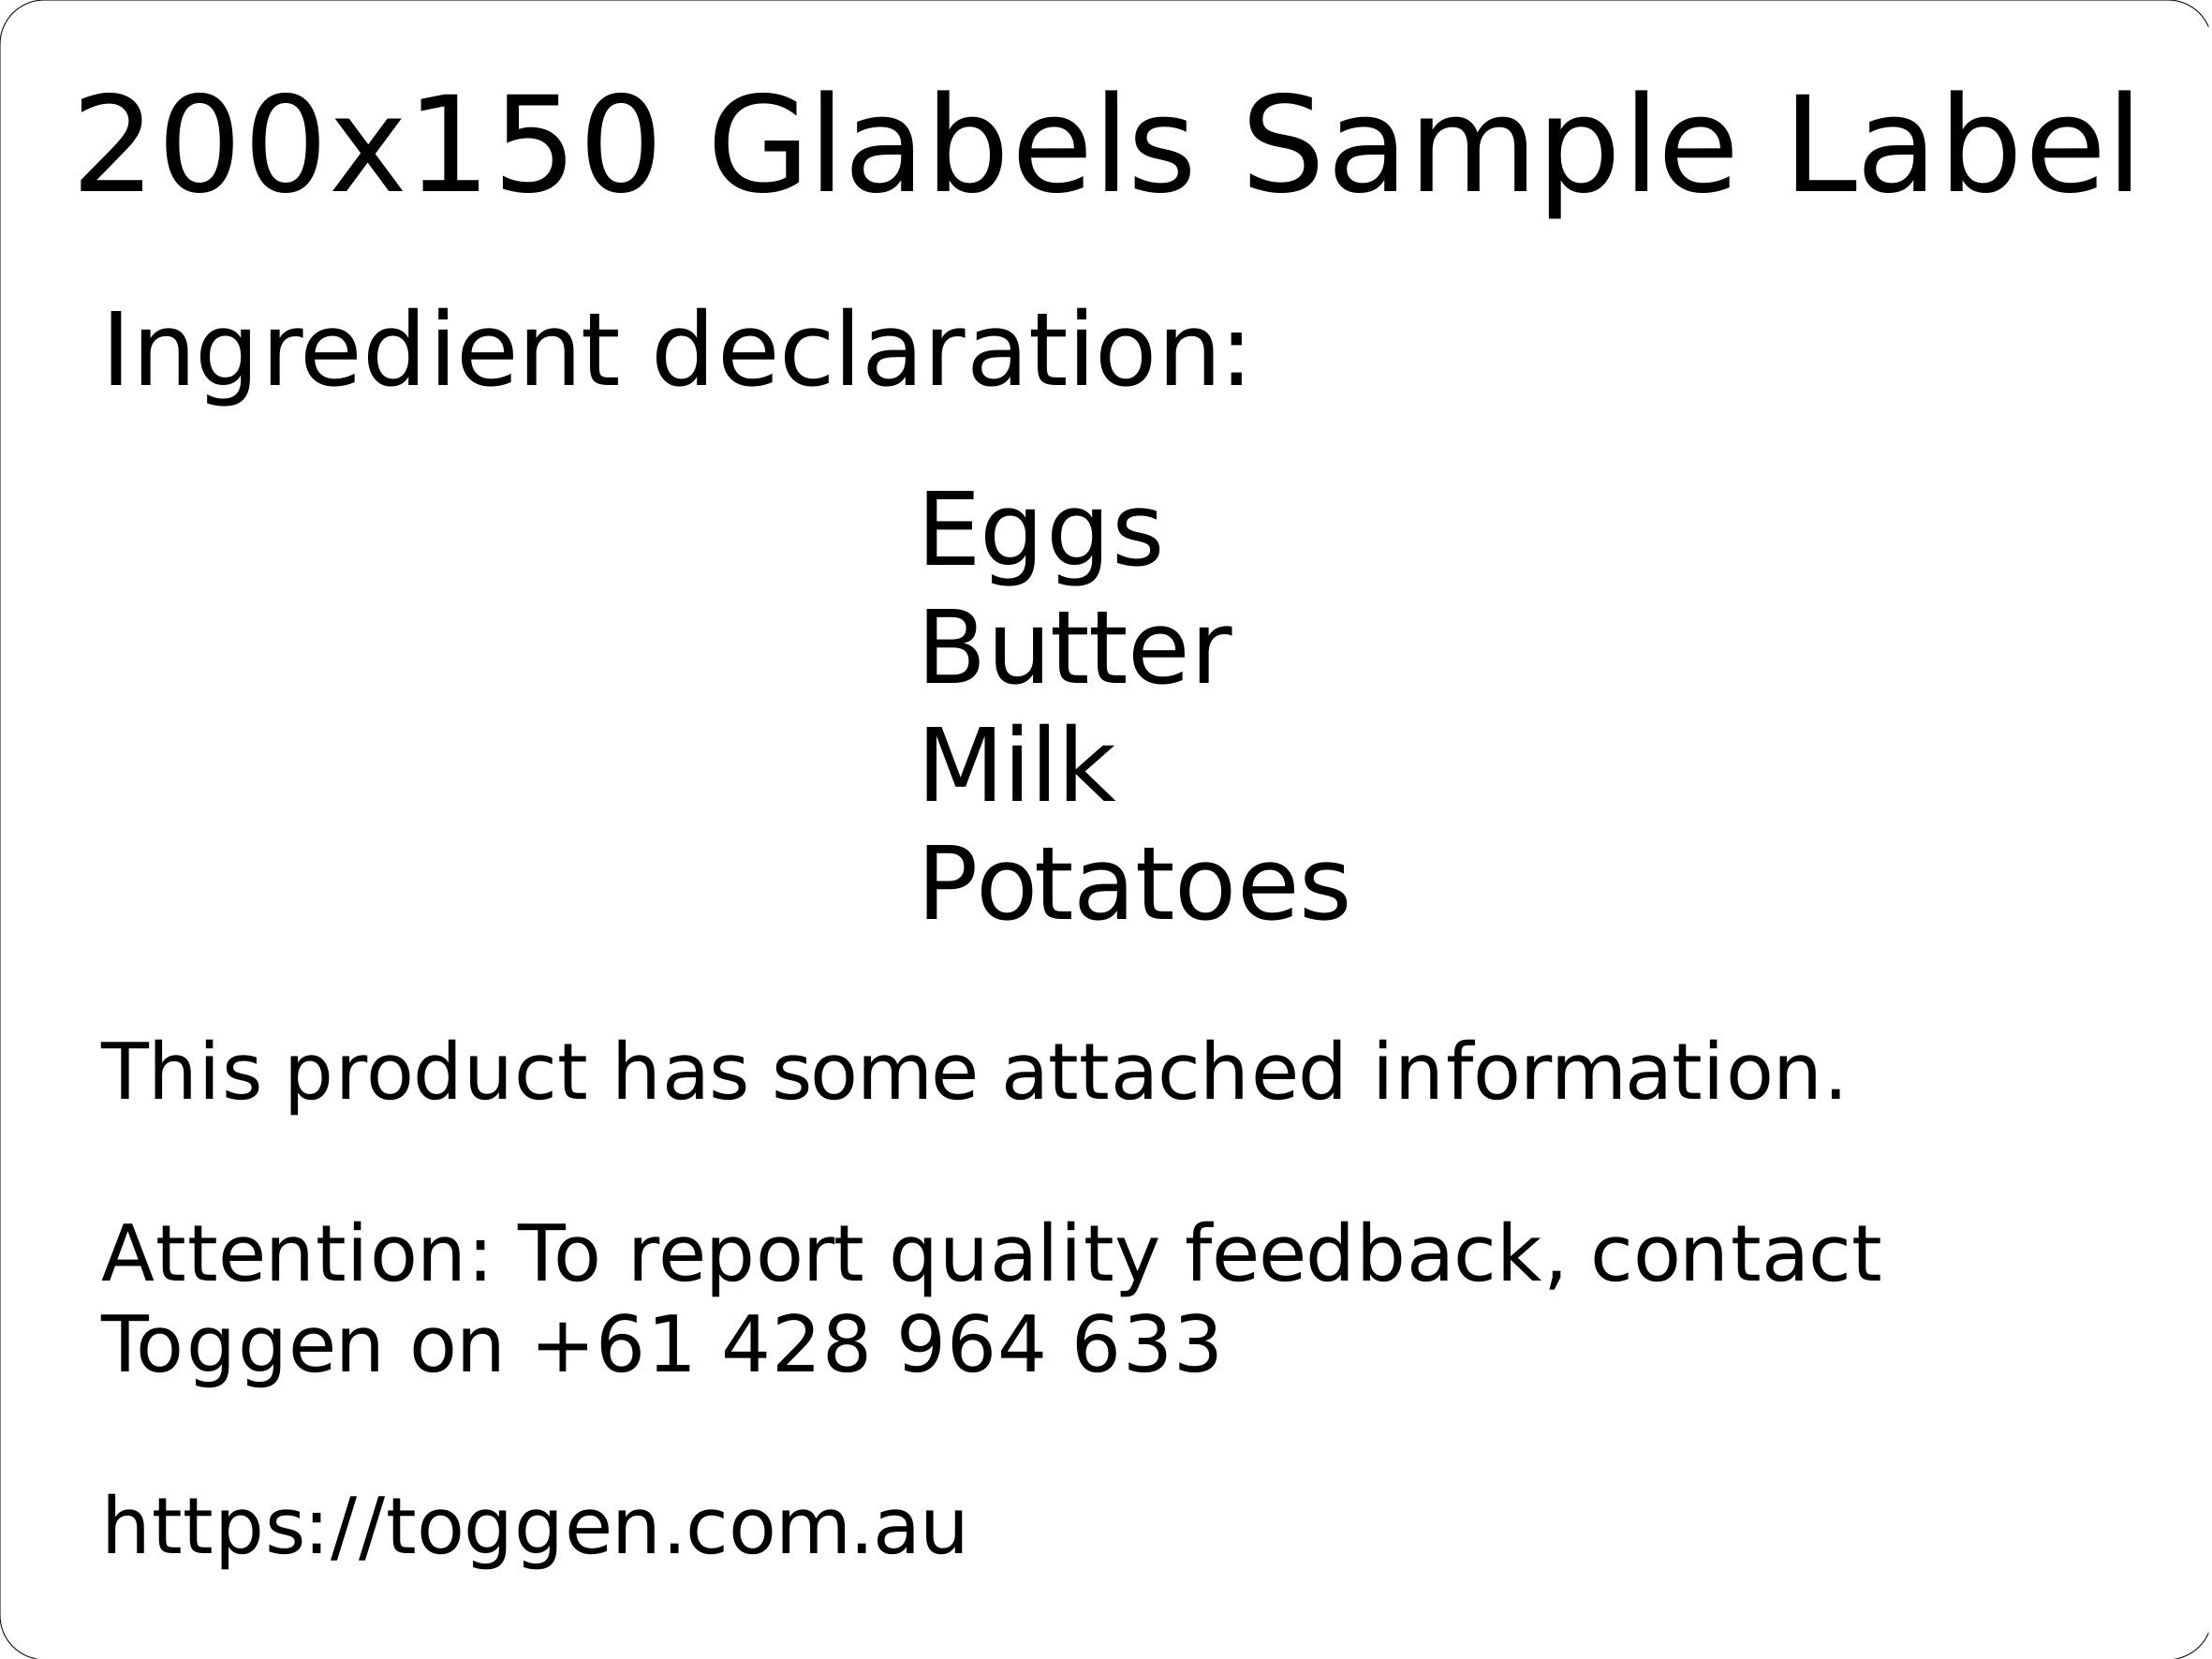 200x150 Glabels Sample Label
Ingredient declaration:
Eggs
Butter
Milk
Potatoes
This product has some attached information.
Attention: To report quality feedback, contact
Toggen on +61 428 964 633
https://toggen.com.au